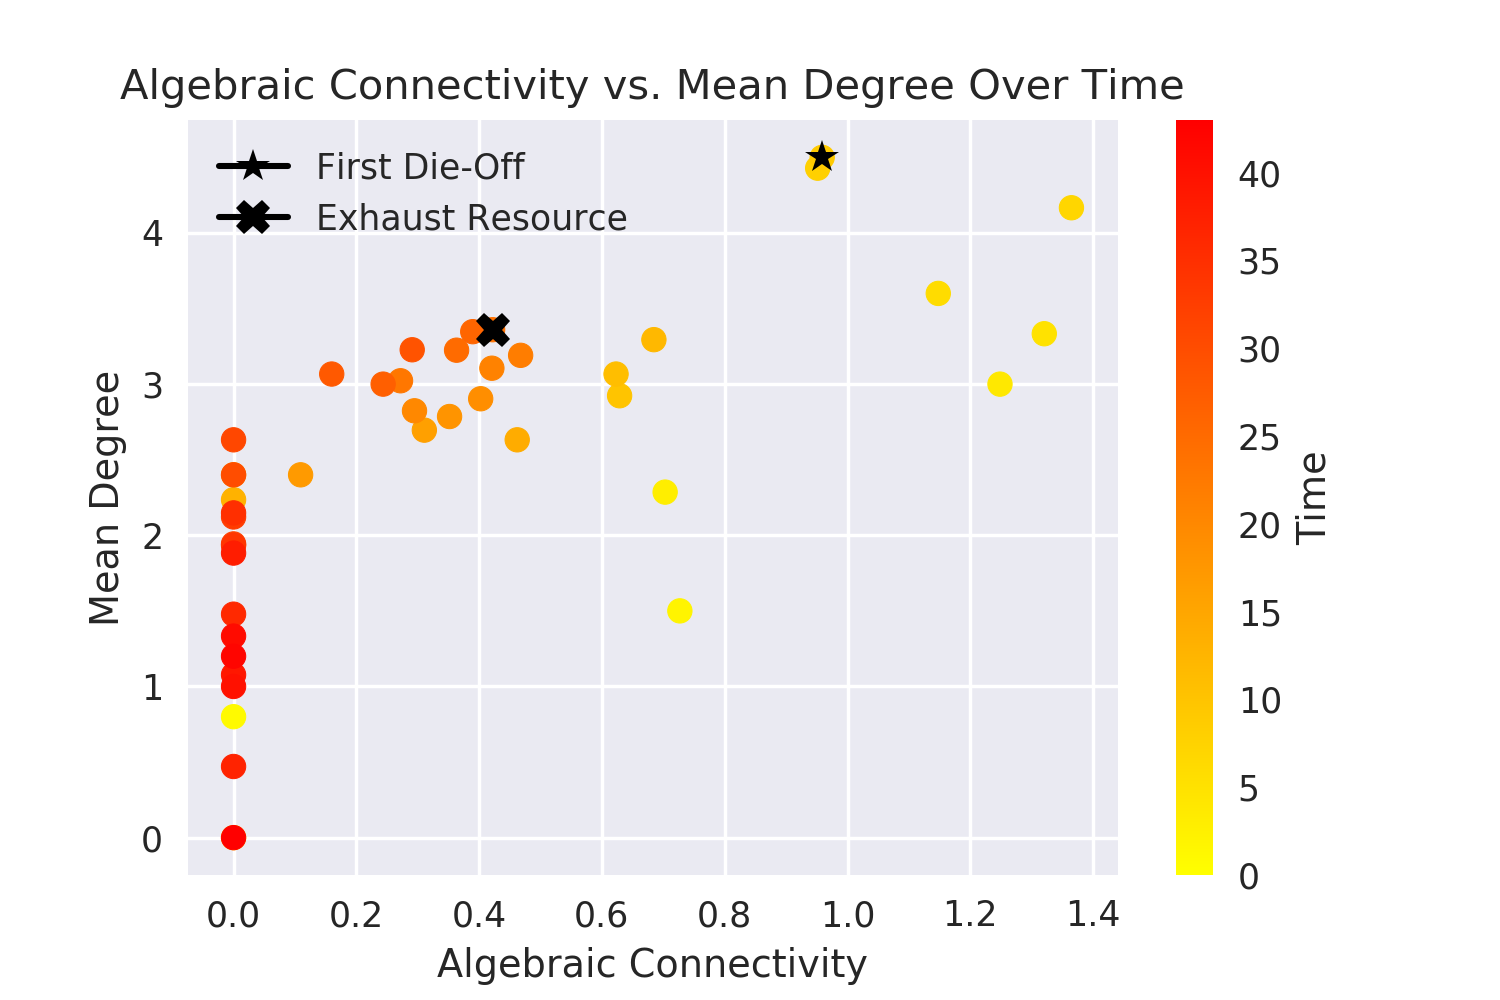 Algebraic Connectivity vs. Mean Degree Over Time
First Die-Off
Exhaust Resource
4
3
2
1
0
Mean Degree
0.0 0.2 0.4 0.6 0.8 1.0 1.2 1.4
Algebraic Connectivity
40
35
30
25
20
15
10
5
0
Time